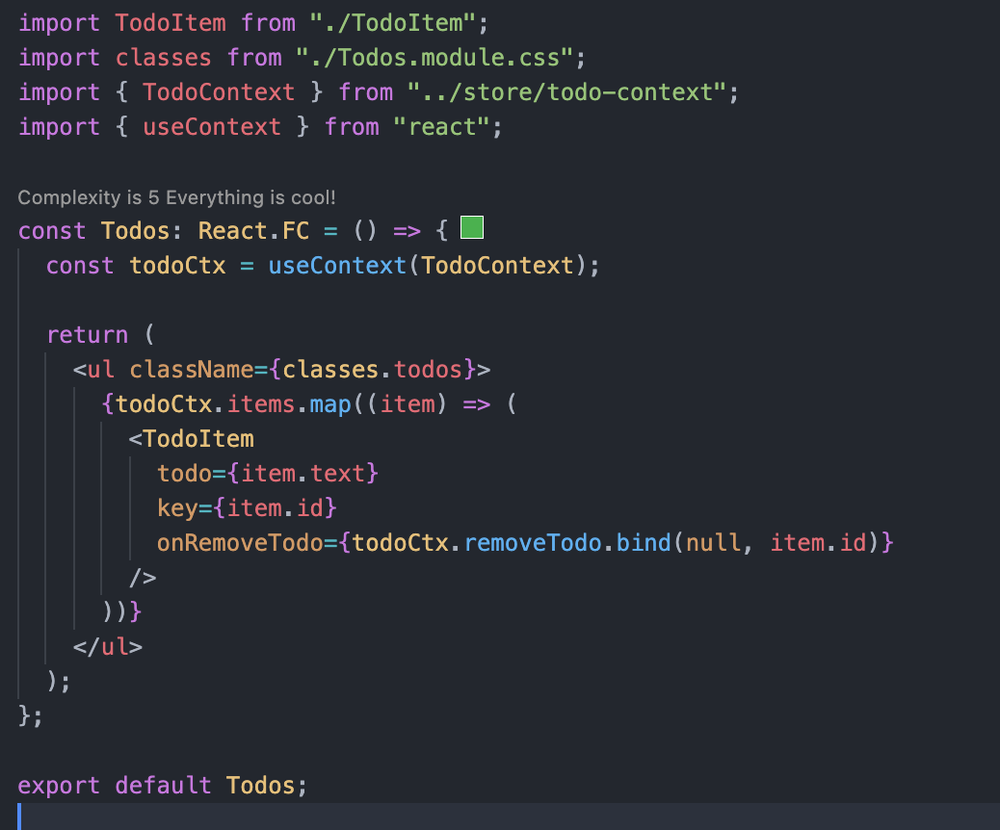 import TodoItem from "./TodoItem";
import classes from "./Todos.module.css";
import { TodoContext } from "../store/todo-context";
import { useContext } from "react";

Complexity is 5 Everything is cool!
const Todos: React.FC = () => {
  const todoCtx = useContext(TodoContext);

  return (
    <ul className={classes.todos}>
      {todoCtx.items.map((item) => (
        <TodoItem
          todo={item.text}
          key={item.id}
          onRemoveTodo={todoCtx.removeTodo.bind(null, item.id)}
        />
      ))}
    </ul>
  );
};

export default Todos;